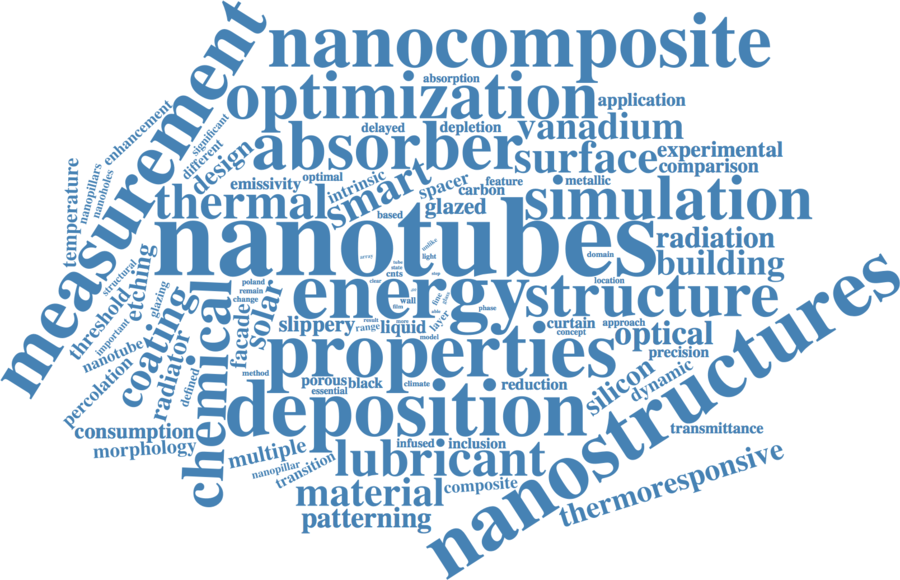 nanocomposite
measurement
absorption
optimization
application
enhancement
significant
delayed
depletion
vanadium
different
design
absorber
surface
experimental
comparison
temperature
nanopillars
nanoholes
emissivity
optimal
intrinsic
smart
spacer
carbon
feature
metallic
thermal
based
glazed
simulation
nanotubes
unlike
light
array
domain
radiation
building
structural
etching
threshold
important
glazing
tube
state
cnts
step
clear
location
poland
remain
change
energy
structure
nanostructures
coating
chemical
facade
solar
wall
film
time
glass
able
layer
phase
slippery
result
range
liquid
more
model
curtain
approach
concept
optical
precision
nanotube
percolation
radiator
defined
properties
method
porous
black
essential
climate
reduction
silicon
dynamic
deposition
transmittance
consumption
morphology
multiple
nanopillar
transition
infused
inclusion
lubricant
material
composite
patterning
thermoresponsive